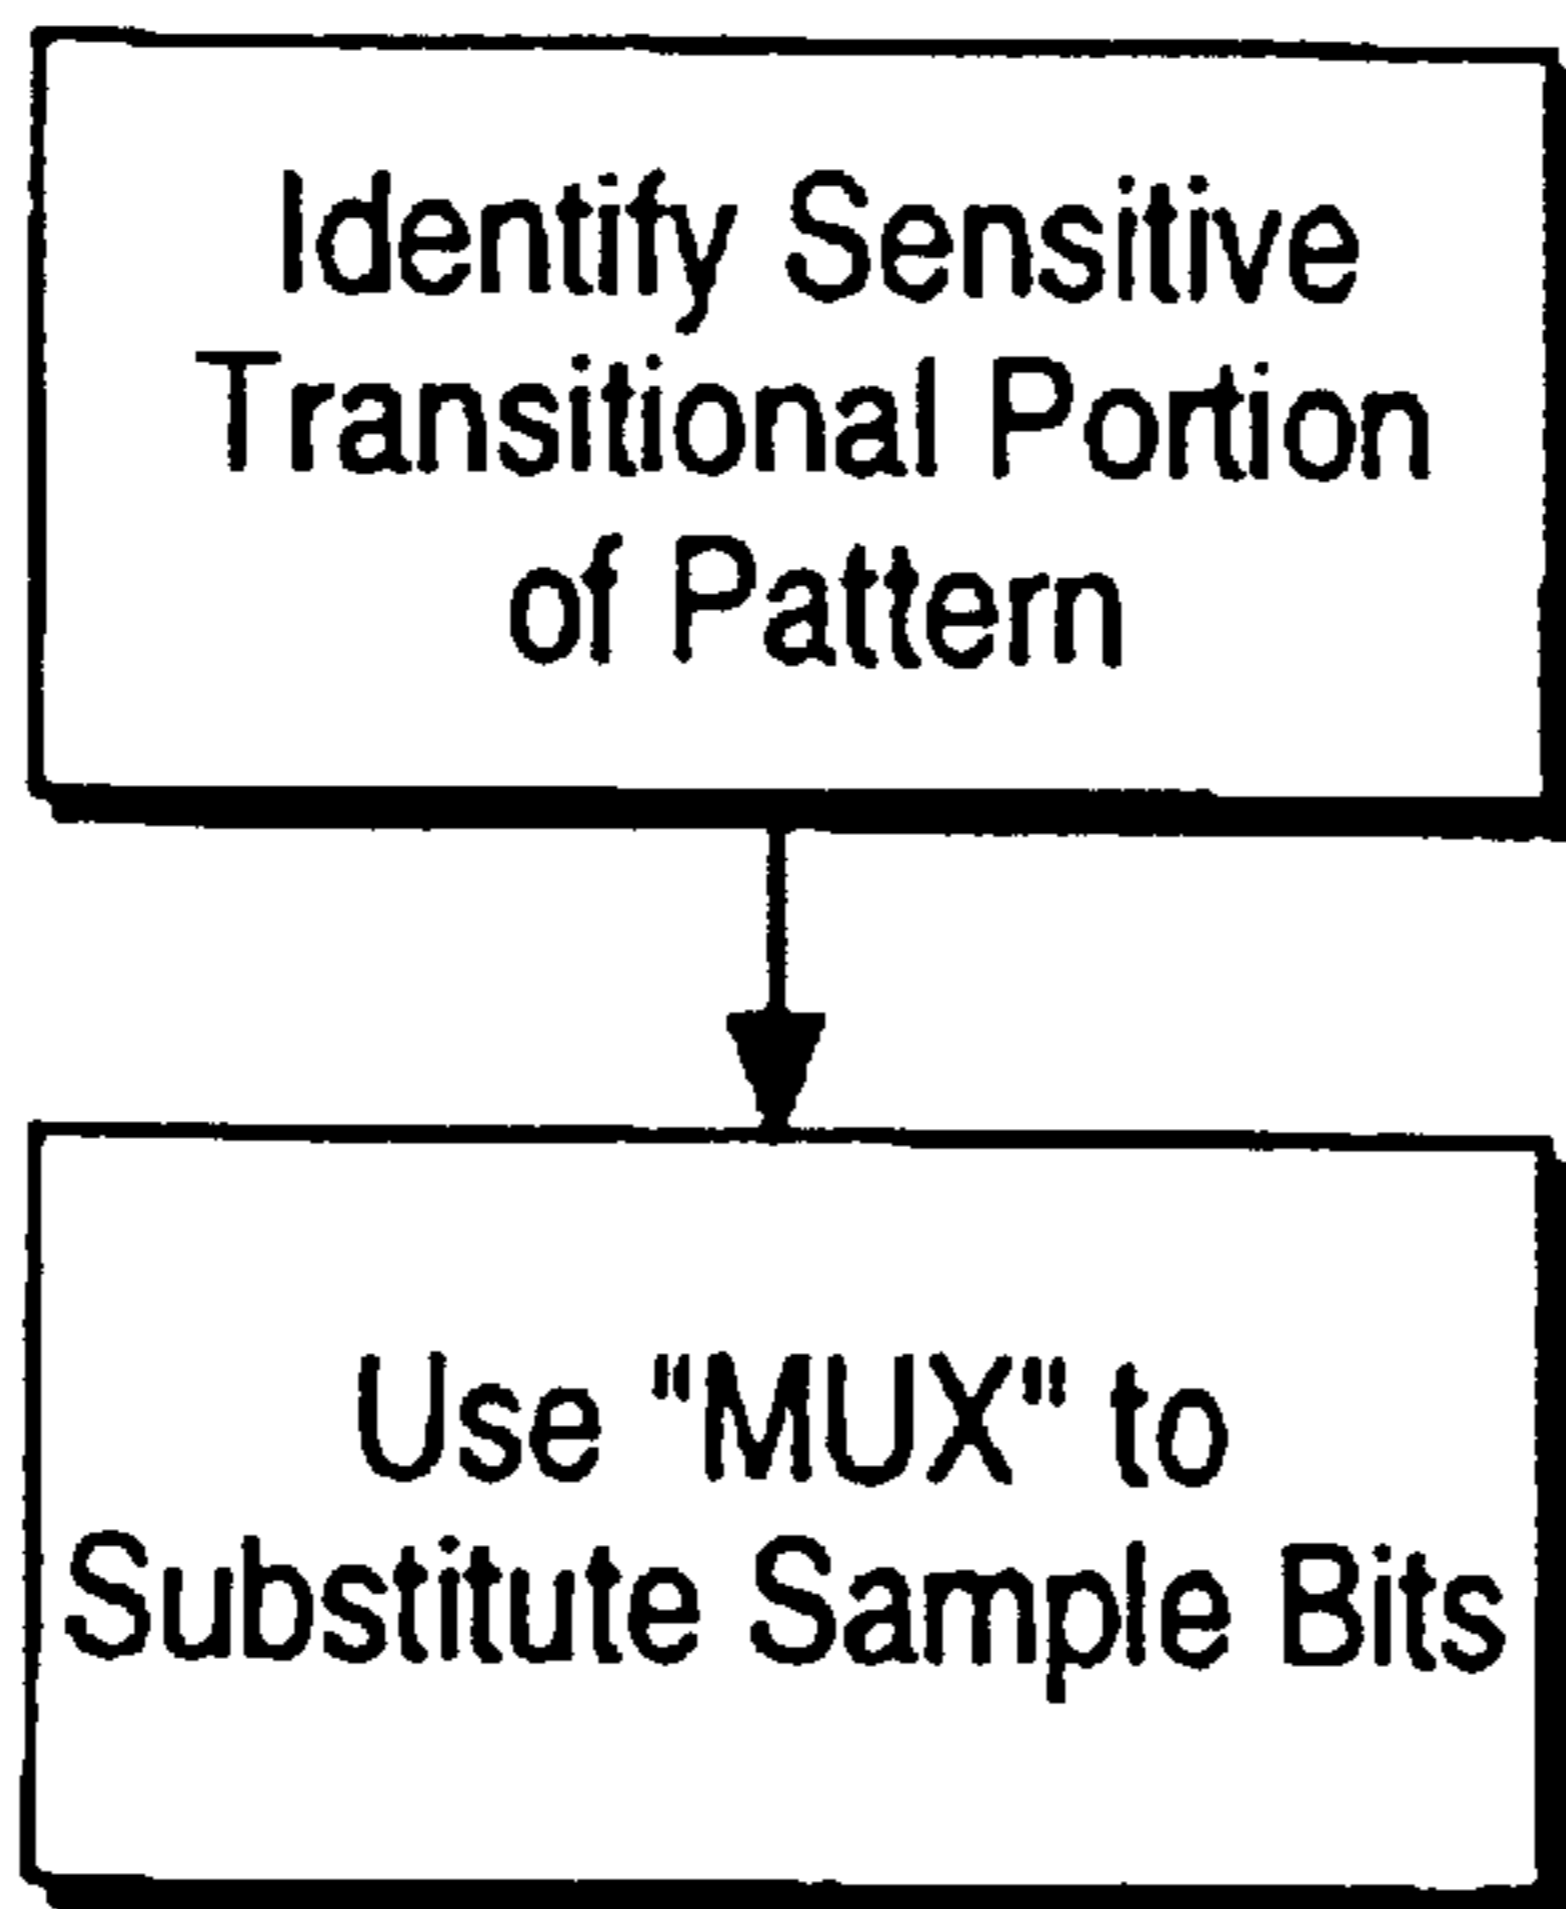 Identify Sensitive
Transitional Portion
of Pattern
Use "MUX" to
Substitute Sample Bits